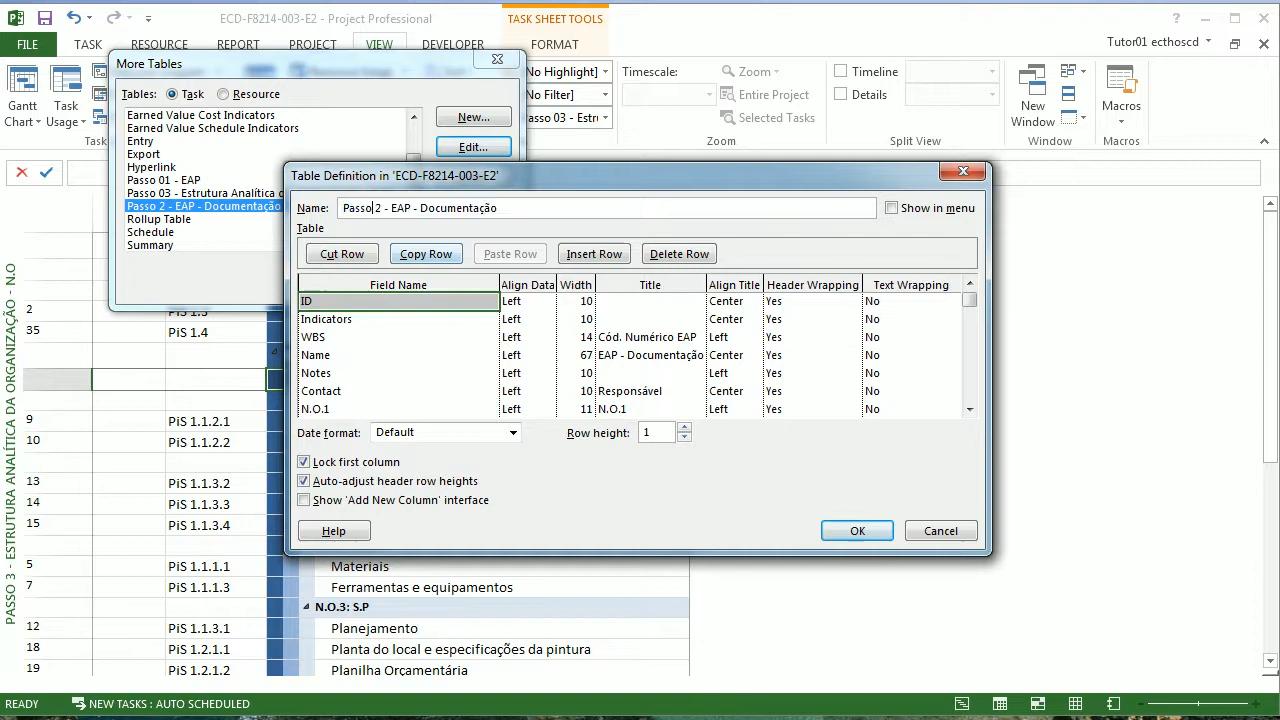 ECD-F8214-003-E2 - Project Professional
TASK SHEET TOOLS
FILE TASK RESOURCE REPORT PROJECT VIEW DEVELOPER FORMAT
Tutor01 ecthoscd
Gantt Chart
Task Usage
[No Highlight]
[No Filter]
Timescale:
Zoom
Entire Project
Selected Tasks
Zoom
Timeline
Details
Split View
New Window
Window
Macros
Macros
More Tables
Tables: Task Resource
Earned Value Cost Indicators
Earned Value Schedule Indicators
Entry
Export
Hyperlink
Passo 01 - EAP
Passo 03 - Estrutura Analítica
Passo 2 - EAP - Documentação
Rollup Table
Schedule
Summary
New...
Edit...
Table Definition in 'ECD-F8214-003-E2'
Name: Passo 2 - EAP - Documentação
Show in menu
Table
Cut Row Copy Row Paste Row Insert Row Delete Row
Field Name Align Data Width Title Align Title Header Wrapping Text Wrapping
ID Left 10 Center Yes No
Indicators Left 10 Center Yes No
WBS Left 14 Cód. Numérico EAP Left Yes No
Name Left 67 EAP - Documentação Center Yes No
Notes Left 10 Left Yes No
Contact Left 10 Responsável Center Yes No
N.O.1 Left 11 N.O.1 Left Yes No
Date format: Default
Row height: 1
Lock first column
Auto-adjust header row heights
Show 'Add New Column' interface
Help OK Cancel
PASSO 3 - ESTRUTURA ANALÍTICA DA ORGANIZAÇÃO - N.O
2 PiS 1.3
35 PiS 1.4
9 PiS 1.1.2.1
10 PiS 1.1.2.2
13 PiS 1.1.3.2
14 PiS 1.1.3.3
15 PiS 1.1.3.4
5 PiS 1.1.1.1 Materiais
7 PiS 1.1.1.3 Ferramentas e equipamentos
N.O.3: S.P
12 PiS 1.1.3.1 Planejamento
18 PiS 1.2.1.1 Planta do local e especificações da pintura
19 PiS 1.2.1.2 Planilha Orçamentária
READY NEW TASKS : AUTO SCHEDULED